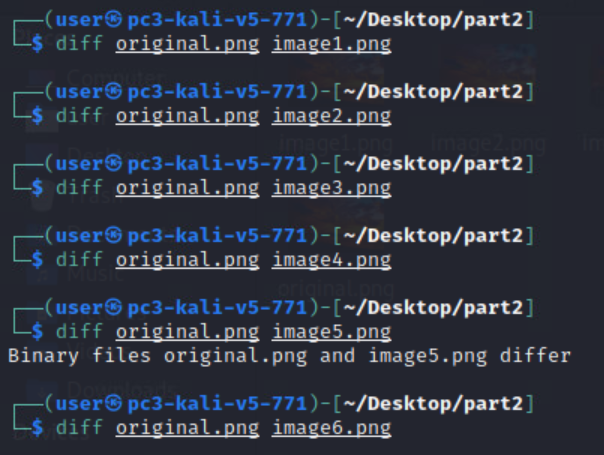 ┌──(user㉿pc3-kali-v5-771)-[~/Desktop/part2]
└─$ diff original.png image1.png
┌──(user㉿pc3-kali-v5-771)-[~/Desktop/part2]
└─$ diff original.png image2.png
┌──(user㉿pc3-kali-v5-771)-[~/Desktop/part2]
└─$ diff original.png image3.png
┌──(user㉿pc3-kali-v5-771)-[~/Desktop/part2]
└─$ diff original.png image4.png
┌──(user㉿pc3-kali-v5-771)-[~/Desktop/part2]
└─$ diff original.png image5.png
Binary files original.png and image5.png differ
┌──(user㉿pc3-kali-v5-771)-[~/Desktop/part2]
└─$ diff original.png image6.png